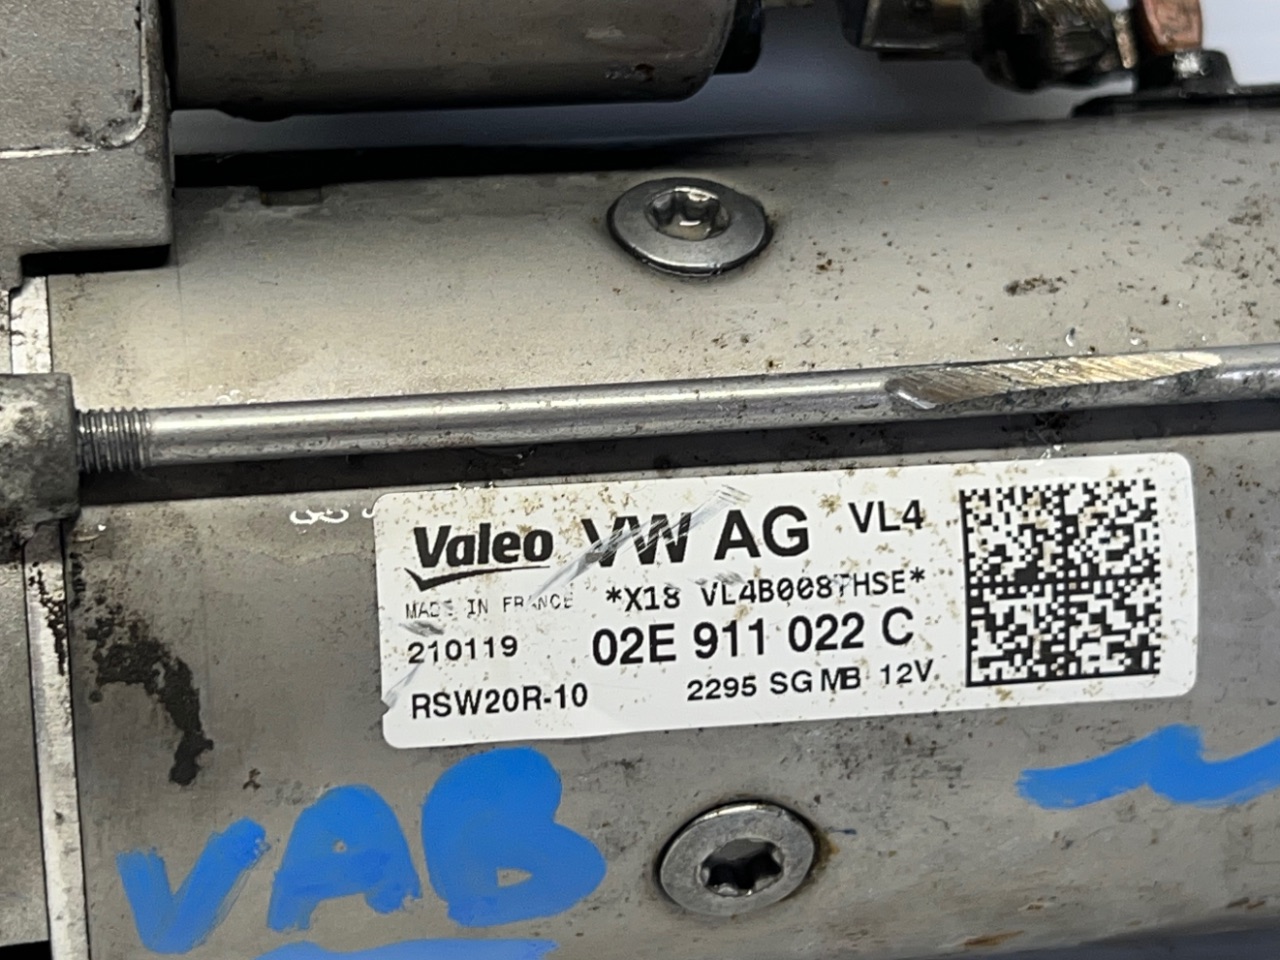 Valeo VW AG VL4
MADE IN FRANCE *X18 VL4B0087HSE*
210119 02E 911 022 C
RSW20R-10 2295 SG MB 12V
VAB